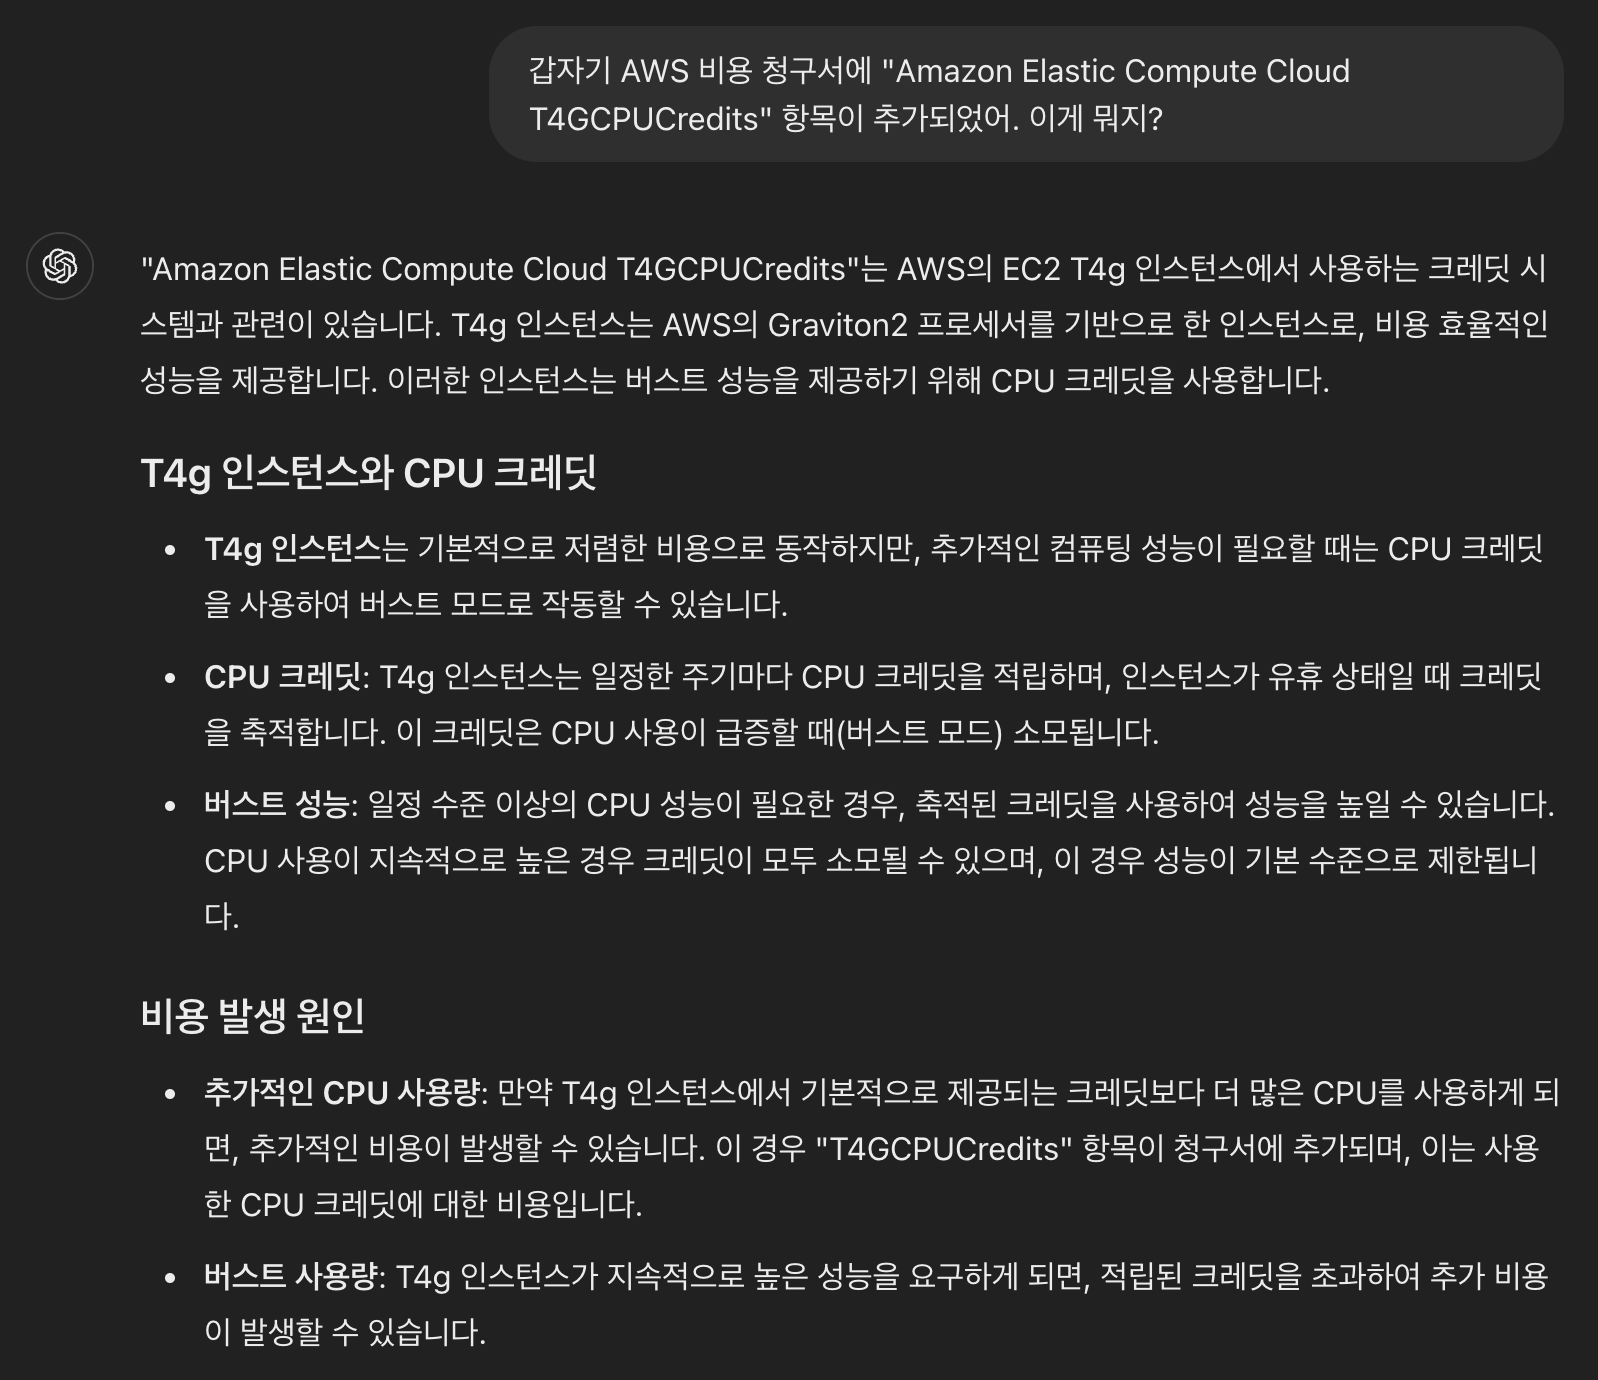 갑자기 AWS 비용 청구서에 "Amazon Elastic Compute Cloud
T4GCPUCredits" 항목이 추가되었어. 이게 뭐지?
"Amazon Elastic Compute Cloud T4GCPUCredits"는 AWS의 EC2 T4g 인스턴스에서 사용하는 크레딧 시
스템과 관련이 있습니다. T4g 인스턴스는 AWS의 Graviton2 프로세서를 기반으로 한 인스턴스로, 비용 효율적인
성능을 제공합니다. 이러한 인스턴스는 버스트 성능을 제공하기 위해 CPU 크레딧을 사용합니다.
T4g 인스턴스와 CPU 크레딧
• T4g 인스턴스는 기본적으로 저렴한 비용으로 동작하지만, 추가적인 컴퓨팅 성능이 필요할 때는 CPU 크레딧
을 사용하여 버스트 모드로 작동할 수 있습니다.
• CPU 크레딧: T4g 인스턴스는 일정한 주기마다 CPU 크레딧을 적립하며, 인스턴스가 유휴 상태일 때 크레딧
을 축적합니다. 이 크레딧은 CPU 사용이 급증할 때(버스트 모드) 소모됩니다.
• 버스트 성능: 일정 수준 이상의 CPU 성능이 필요한 경우, 축적된 크레딧을 사용하여 성능을 높일 수 있습니다.
CPU 사용이 지속적으로 높은 경우 크레딧이 모두 소모될 수 있으며, 이 경우 성능이 기본 수준으로 제한됩니
다.
비용 발생 원인
• 추가적인 CPU 사용량: 만약 T4g 인스턴스에서 기본적으로 제공되는 크레딧보다 더 많은 CPU를 사용하게 되
면, 추가적인 비용이 발생할 수 있습니다. 이 경우 "T4GCPUCredits" 항목이 청구서에 추가되며, 이는 사용
한 CPU 크레딧에 대한 비용입니다.
• 버스트 사용량: T4g 인스턴스가 지속적으로 높은 성능을 요구하게 되면, 적립된 크레딧을 초과하여 추가 비용
이 발생할 수 있습니다.